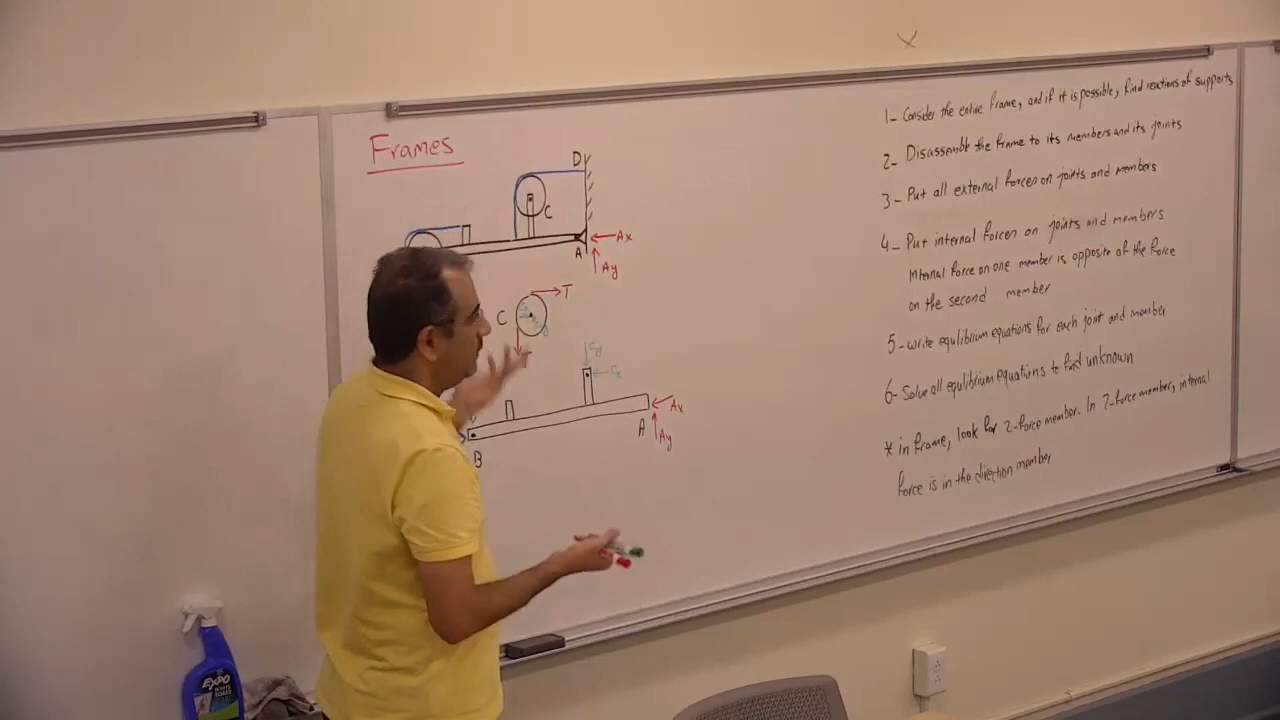 Frames
D
C
A
Ax
Ay
C
T
Cy
Cx
Ax
A
Ay
B
1- Consider the entire frame, and if it is possible, find reactions of supports
2- Disassemble the frame to its members and its joints
3- Put all external forces on joints and members
4- Put internal forces on joints and members
Internal force on one member is opposite of the force
on the second member
5- write equlibrium equations for each joint and member
6- Solve all equlibrium equations to find unknown
* in frame, look for 2-force member. In 2-force member, internal
force is in the direction member
EXPO